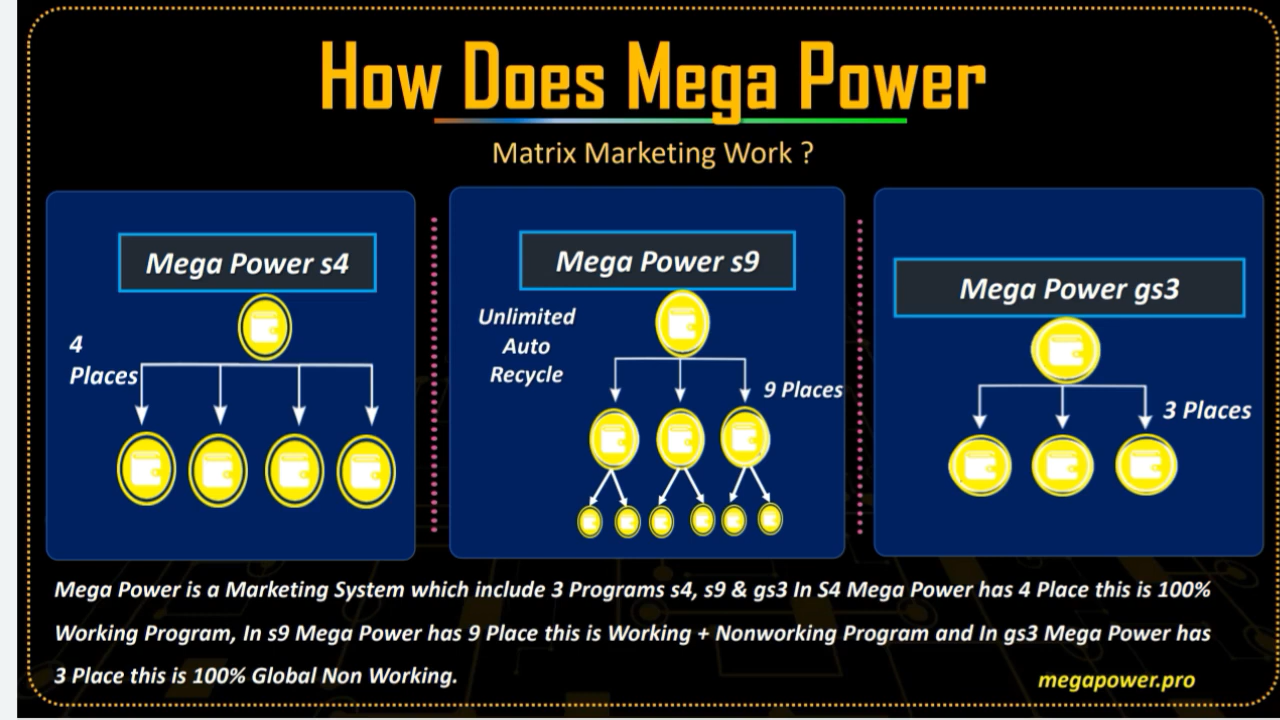 How Does Mega Power
Matrix Marketing Work ?
Mega Power s4
4
Places
Mega Power s9
Unlimited
Auto
Recycle
9 Places
Mega Power gs3
3 Places
Mega Power is a Marketing System which include 3 Programs s4, s9 & gs3 In S4 Mega Power has 4 Place this is 100%
Working Program, In s9 Mega Power has 9 Place this is Working + Nonworking Program and In gs3 Mega Power has
3 Place this is 100% Global Non Working.
megapower.pro